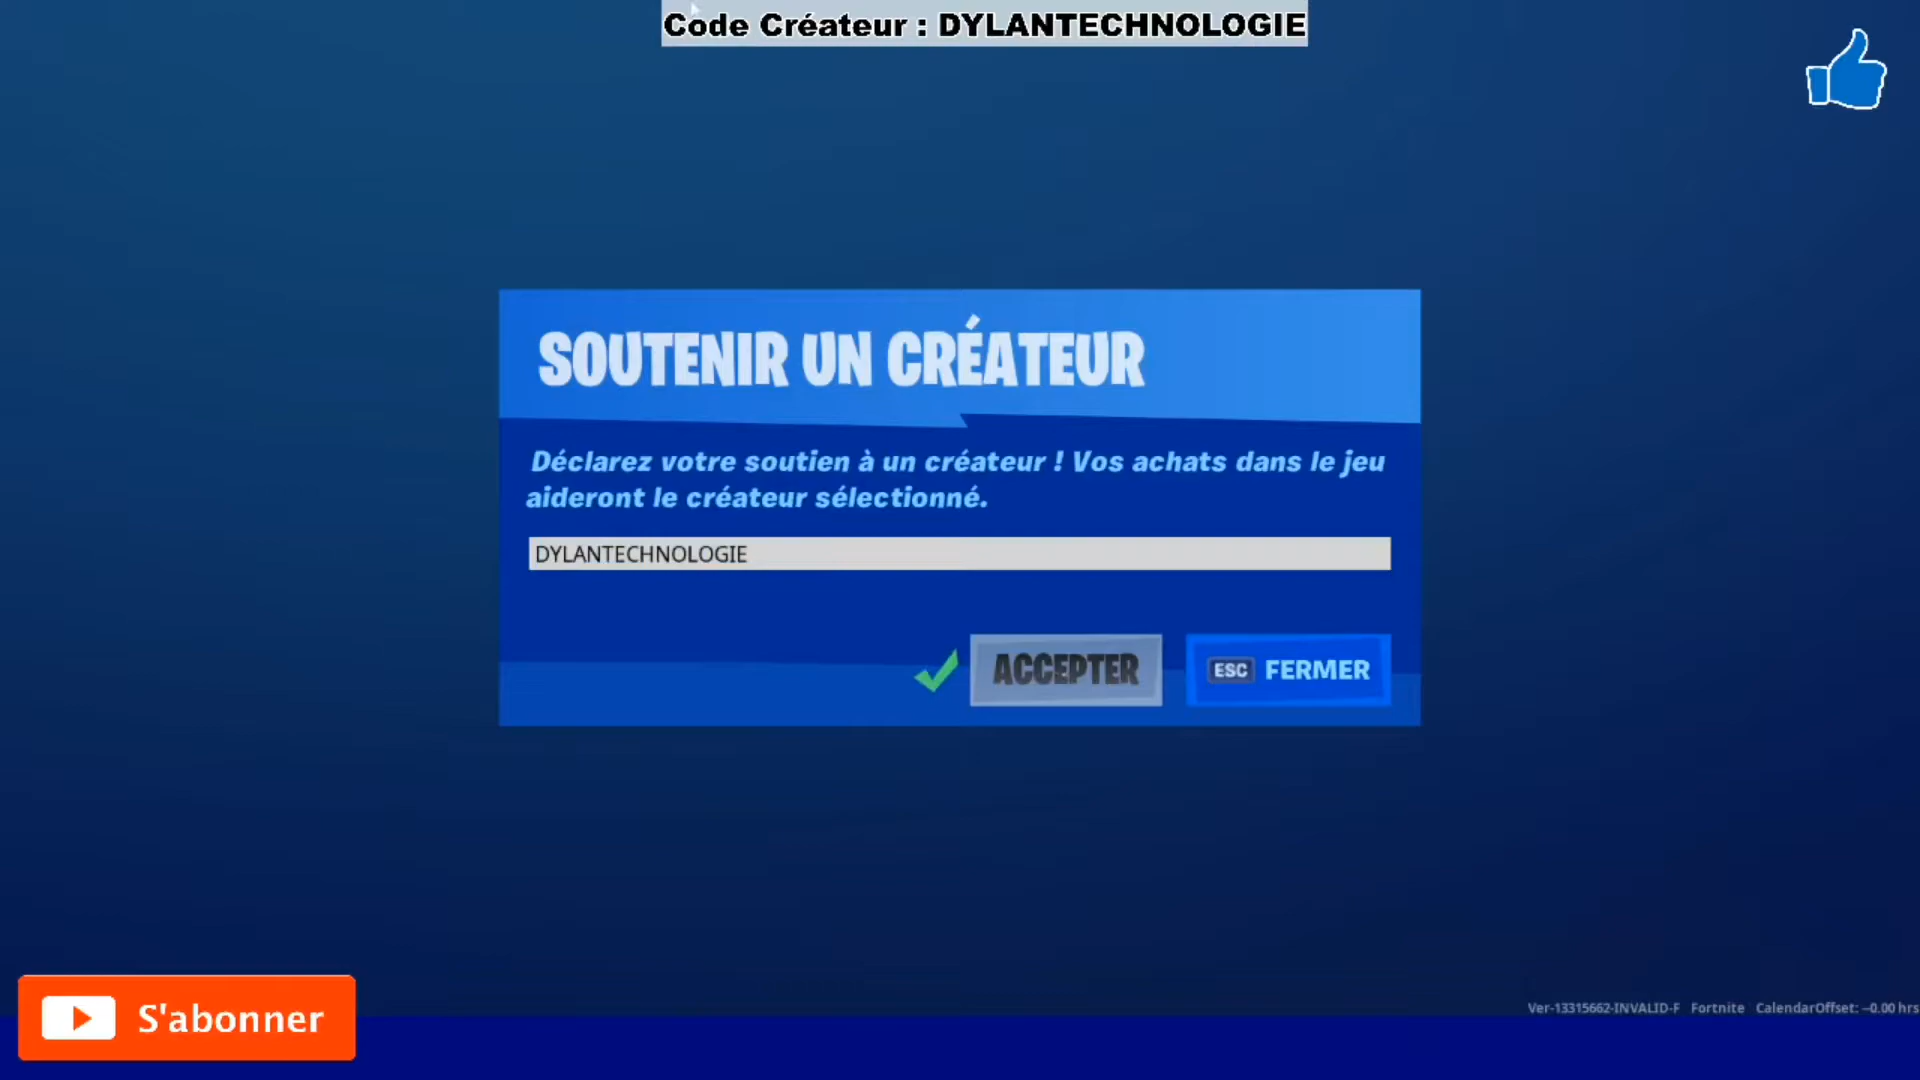 Code Créateur : DYLANTECHNOLOGIE
SOUTENIR UN CRÉATEUR
Déclarez votre soutien à un créateur ! Vos achats dans le jeu
aideront le créateur sélectionné.
DYLANTECHNOLOGIE
ACCEPTER
ESC FERMER
Ver-13315662-INVALID-F Fortnite CalendarOffset: -0.00 hrs
S'abonner